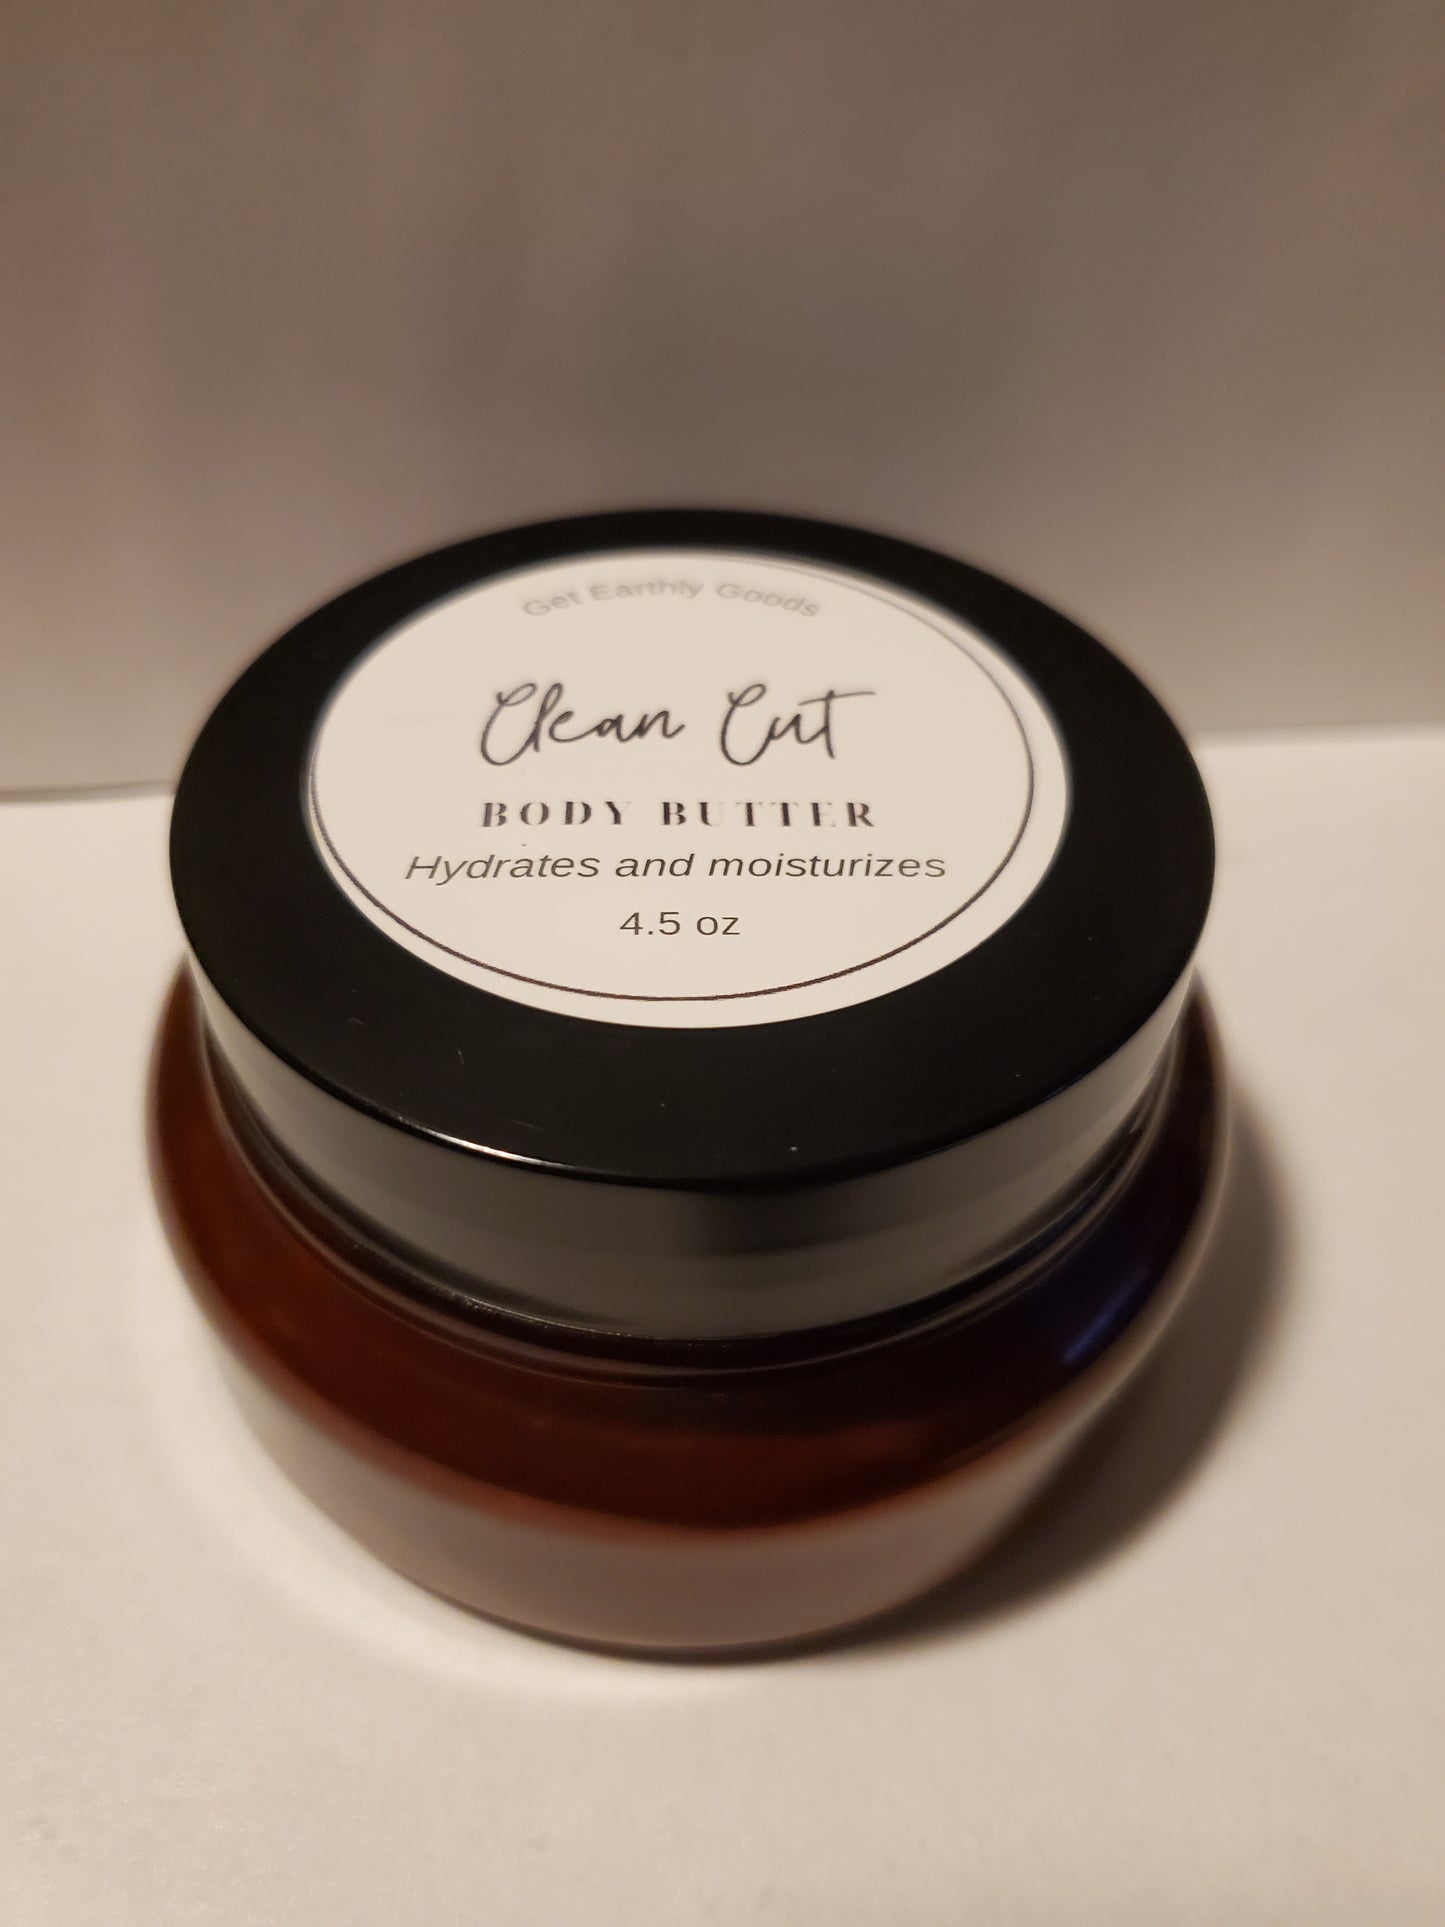 Get Earthly Goods
Clean Cut
BODY BUTTER
Hydrates and moisturizes
4.5 oz